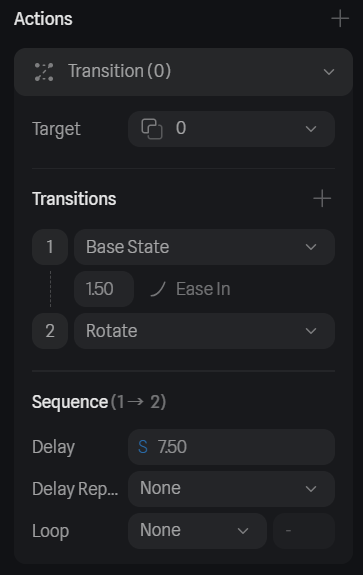 Actions
Transition (0)
Target 0
Transitions
1 Base State
1.50 Ease In
2 Rotate
Sequence (1 → 2)
Delay S 7.50
Delay Rep... None
Loop None -